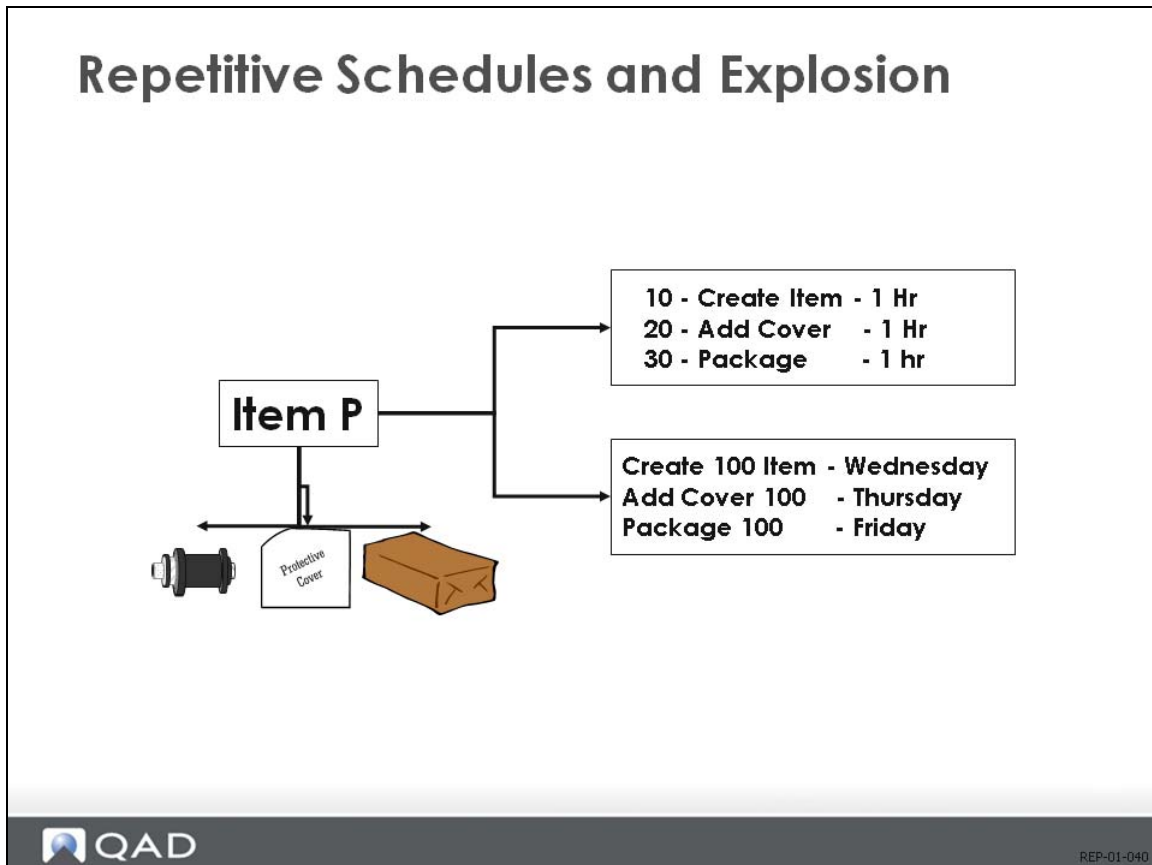 Repetitive Schedules and Explosion
10 - Create Item - 1 Hr
20 - Add Cover - 1 Hr
30 - Package - 1 hr
Item P
Create 100 Item - Wednesday
Add Cover 100 - Thursday
Package 100 - Friday
Protective
Cover
QAD
REP-01-040